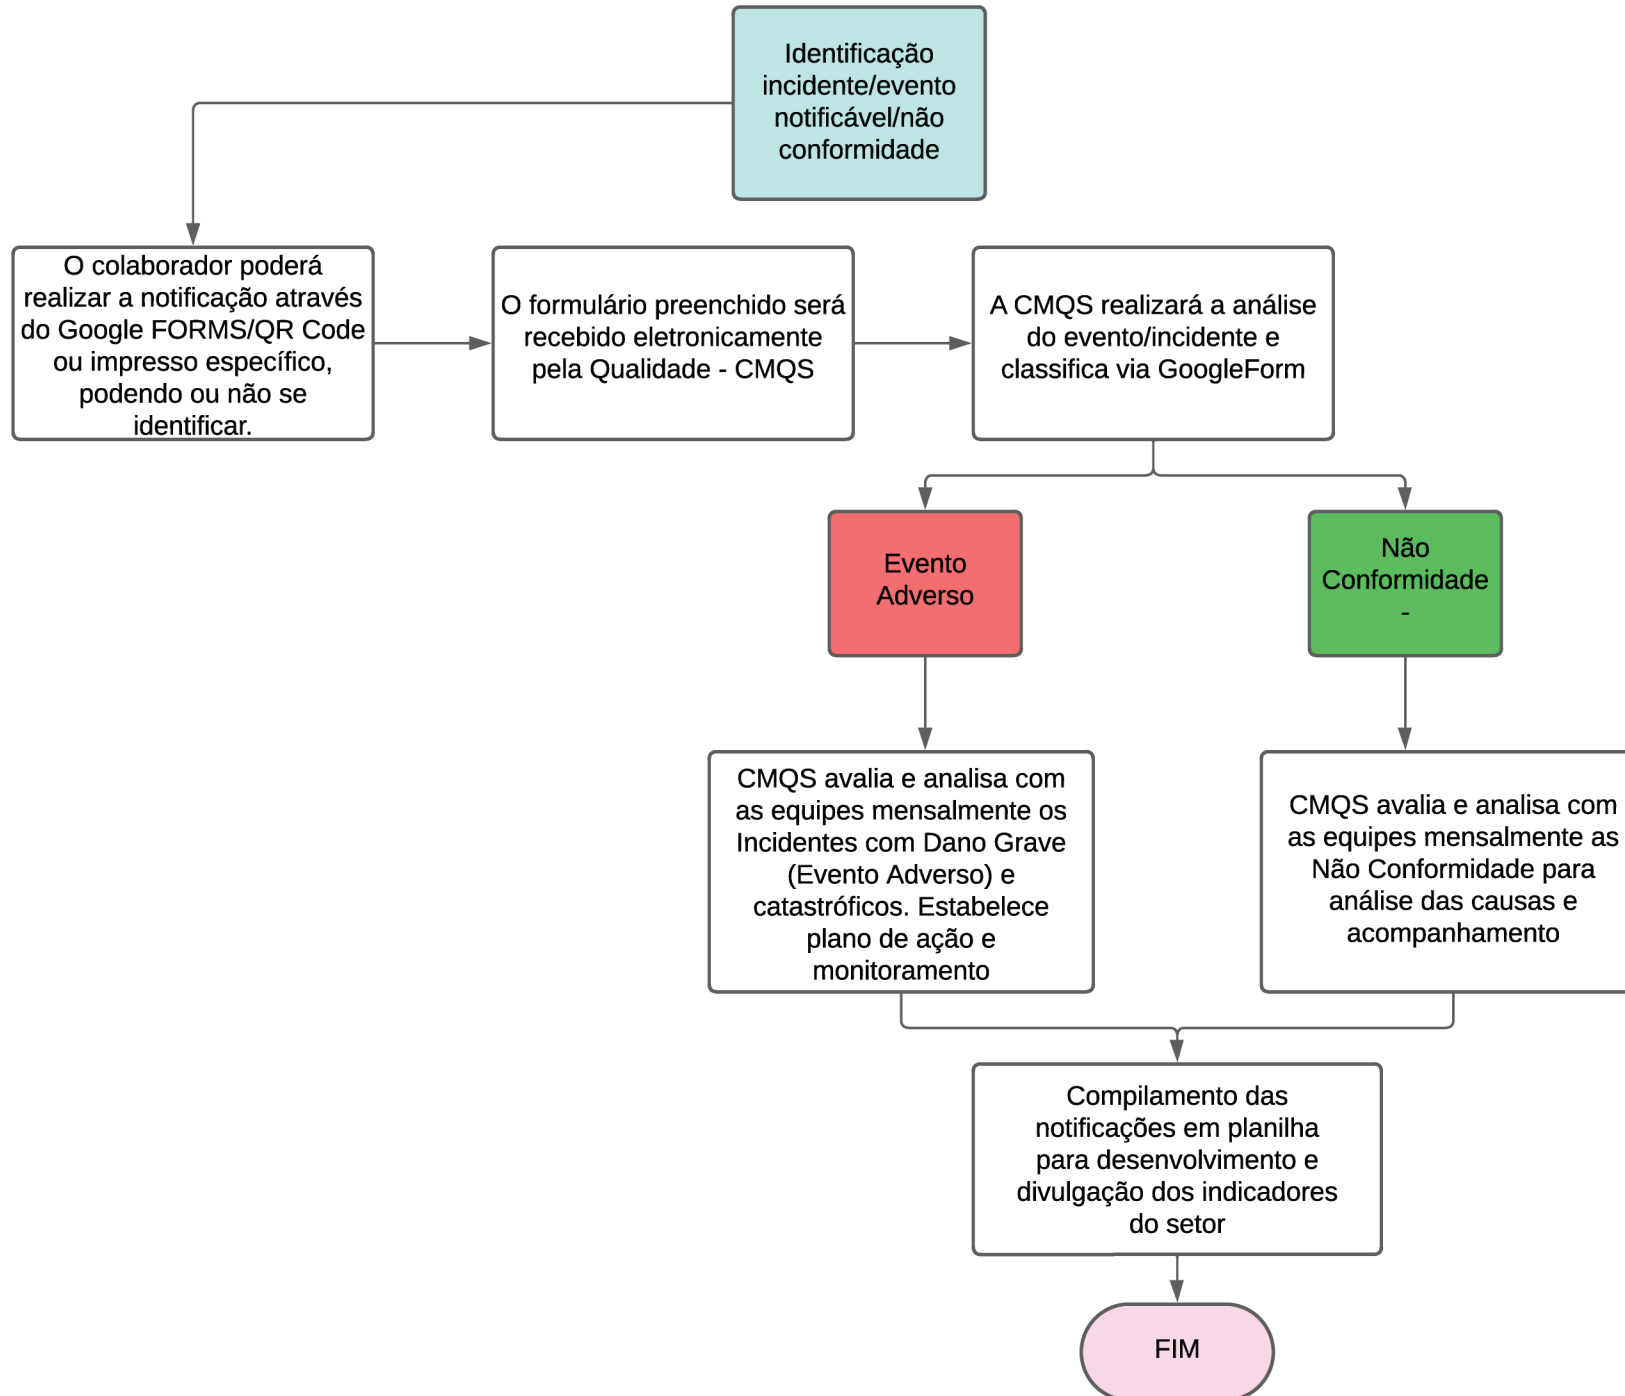 Identificação
incidente/evento
notificável/não
conformidade
O colaborador poderá
realizar a notificação através
do Google FORMS/QR Code
ou impresso específico,
podendo ou não se
identificar.
O formulário preenchido será
recebido eletronicamente
pela Qualidade - CMQS
A CMQS realizará a análise
do evento/incidente e
classifica via GoogleForm
Evento
Adverso
Não
Conformidade
-
CMQS avalia e analisa com
as equipes mensalmente os
Incidentes com Dano Grave
(Evento Adverso) e
catastróficos. Estabelece
plano de ação e
monitoramento
CMQS avalia e analisa com
as equipes mensalmente as
Não Conformidade para
análise das causas e
acompanhamento
Compilamento das
notificações em planilha
para desenvolvimento e
divulgação dos indicadores
do setor
FIM